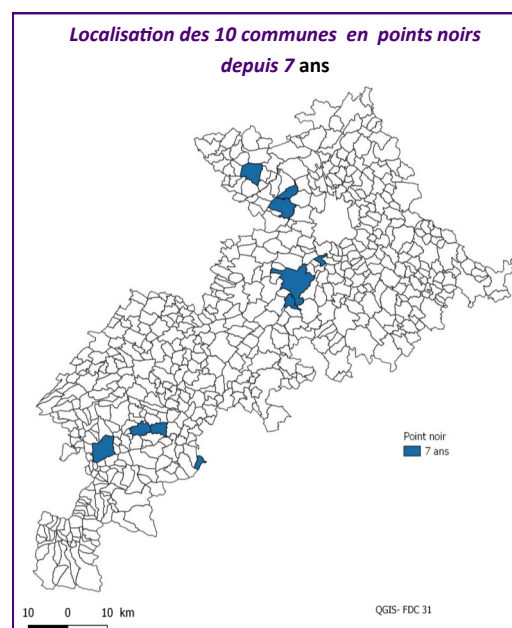 Localisation des 10 communes en points noirs
depuis 7 ans
Point noir
7 ans
10 0 10 km
QGIS- FDC 31